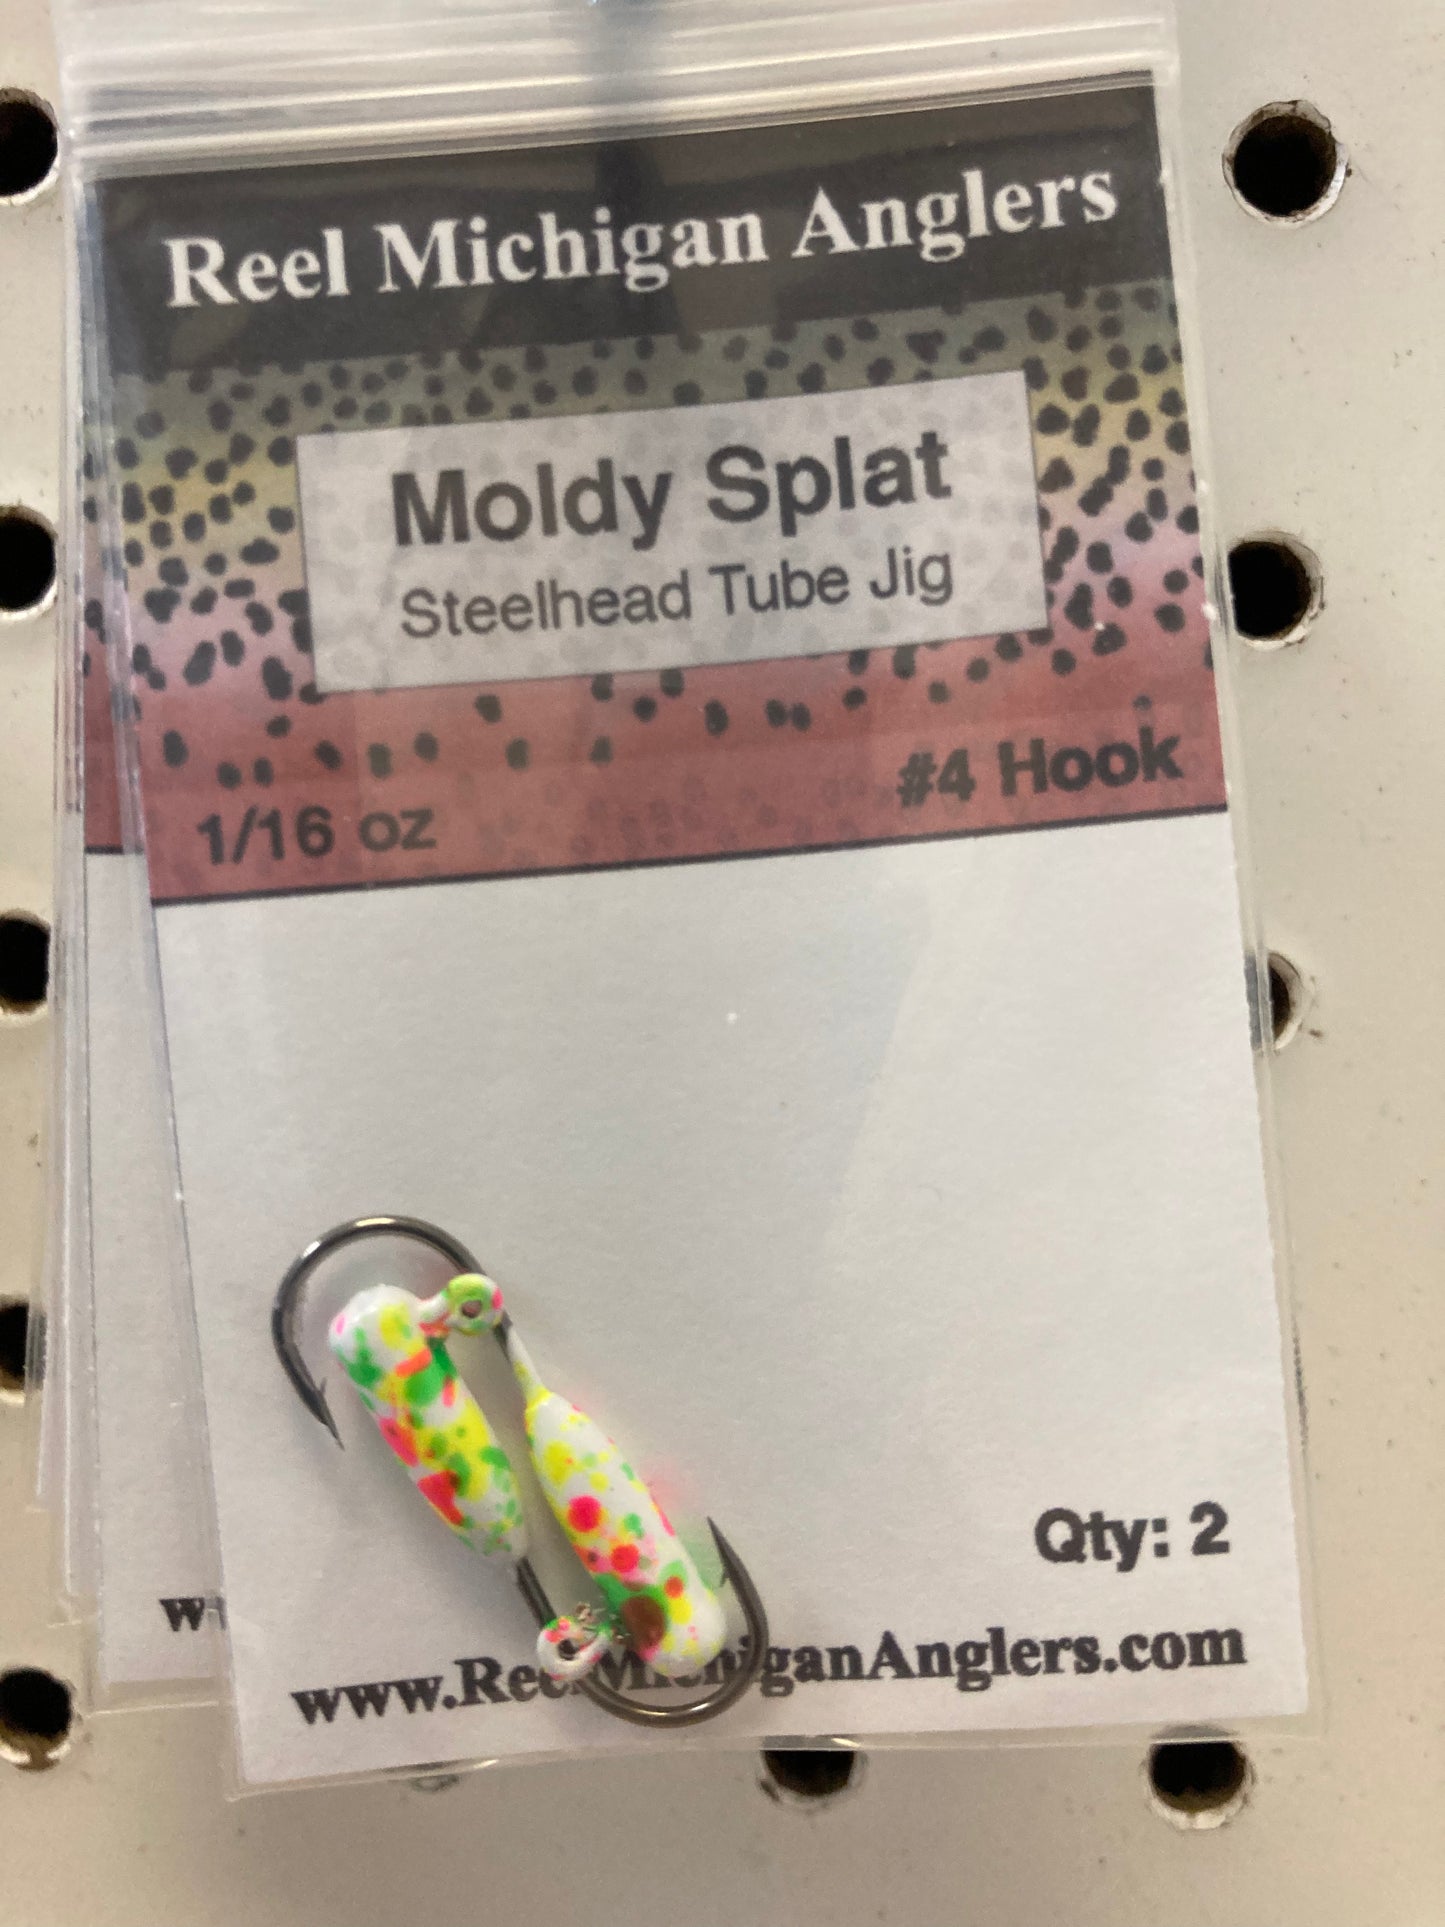 Reel Michigan Anglers
Moldy Splat
Steelhead Tube Jig
1/16 oz
#4 Hook
Qty: 2
www.ReelMichiganAnglers.com